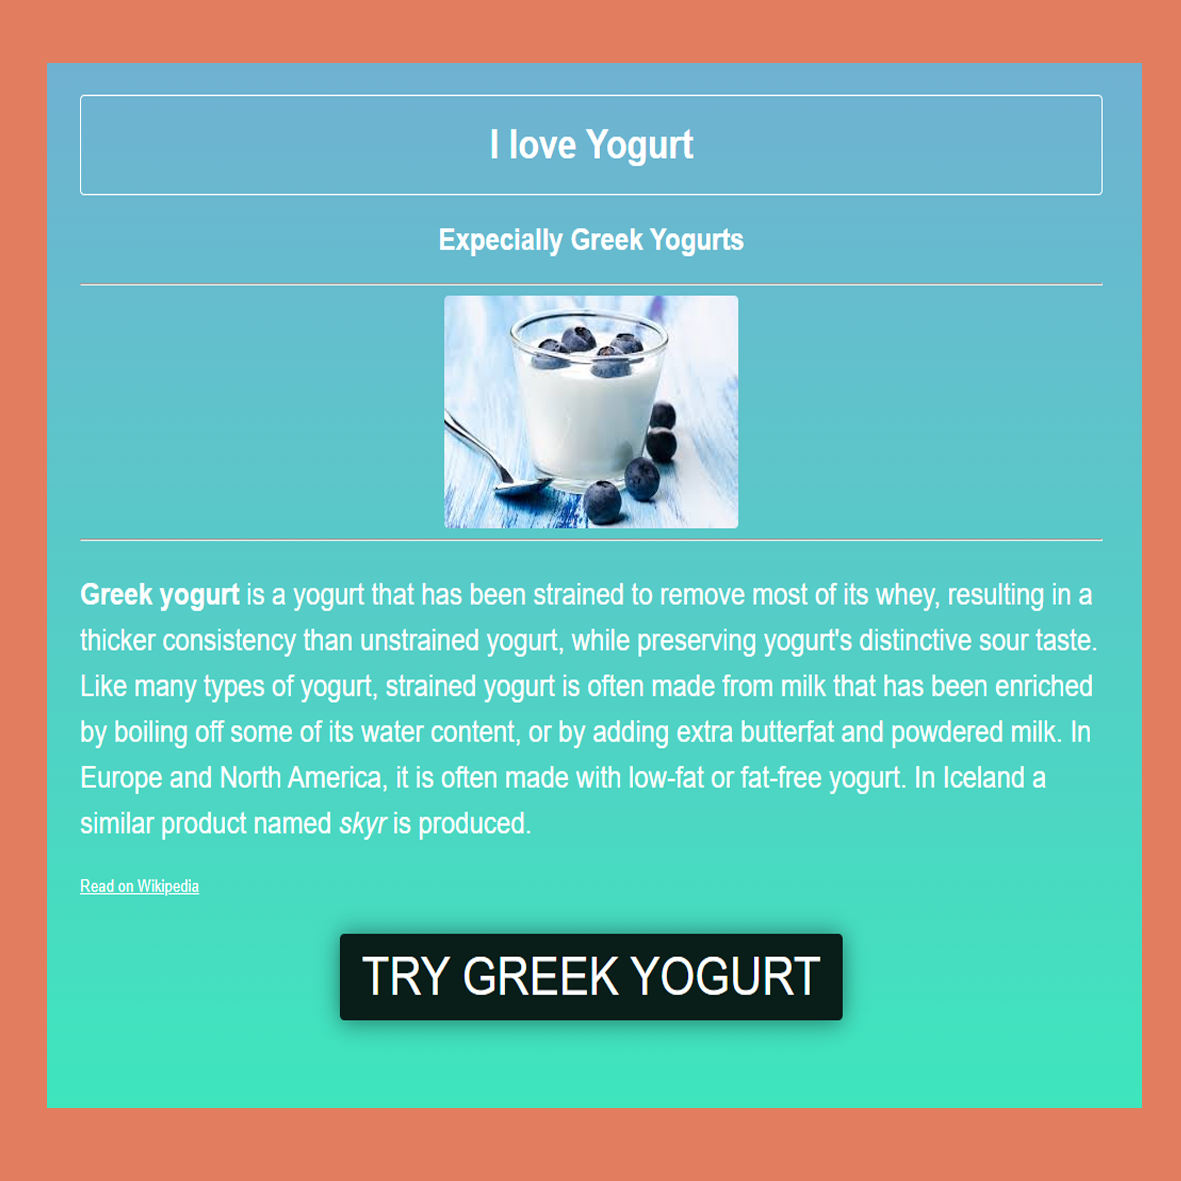 I love Yogurt
Expecially Greek Yogurts
Greek yogurt is a yogurt that has been strained to remove most of its whey, resulting in a
thicker consistency than unstrained yogurt, while preserving yogurt's distinctive sour taste.
Like many types of yogurt, strained yogurt is often made from milk that has been enriched
by boiling off some of its water content, or by adding extra butterfat and powdered milk. In
Europe and North America, it is often made with low-fat or fat-free yogurt. In Iceland a
similar product named skyr is produced.
Read on Wikipedia
TRY GREEK YOGURT